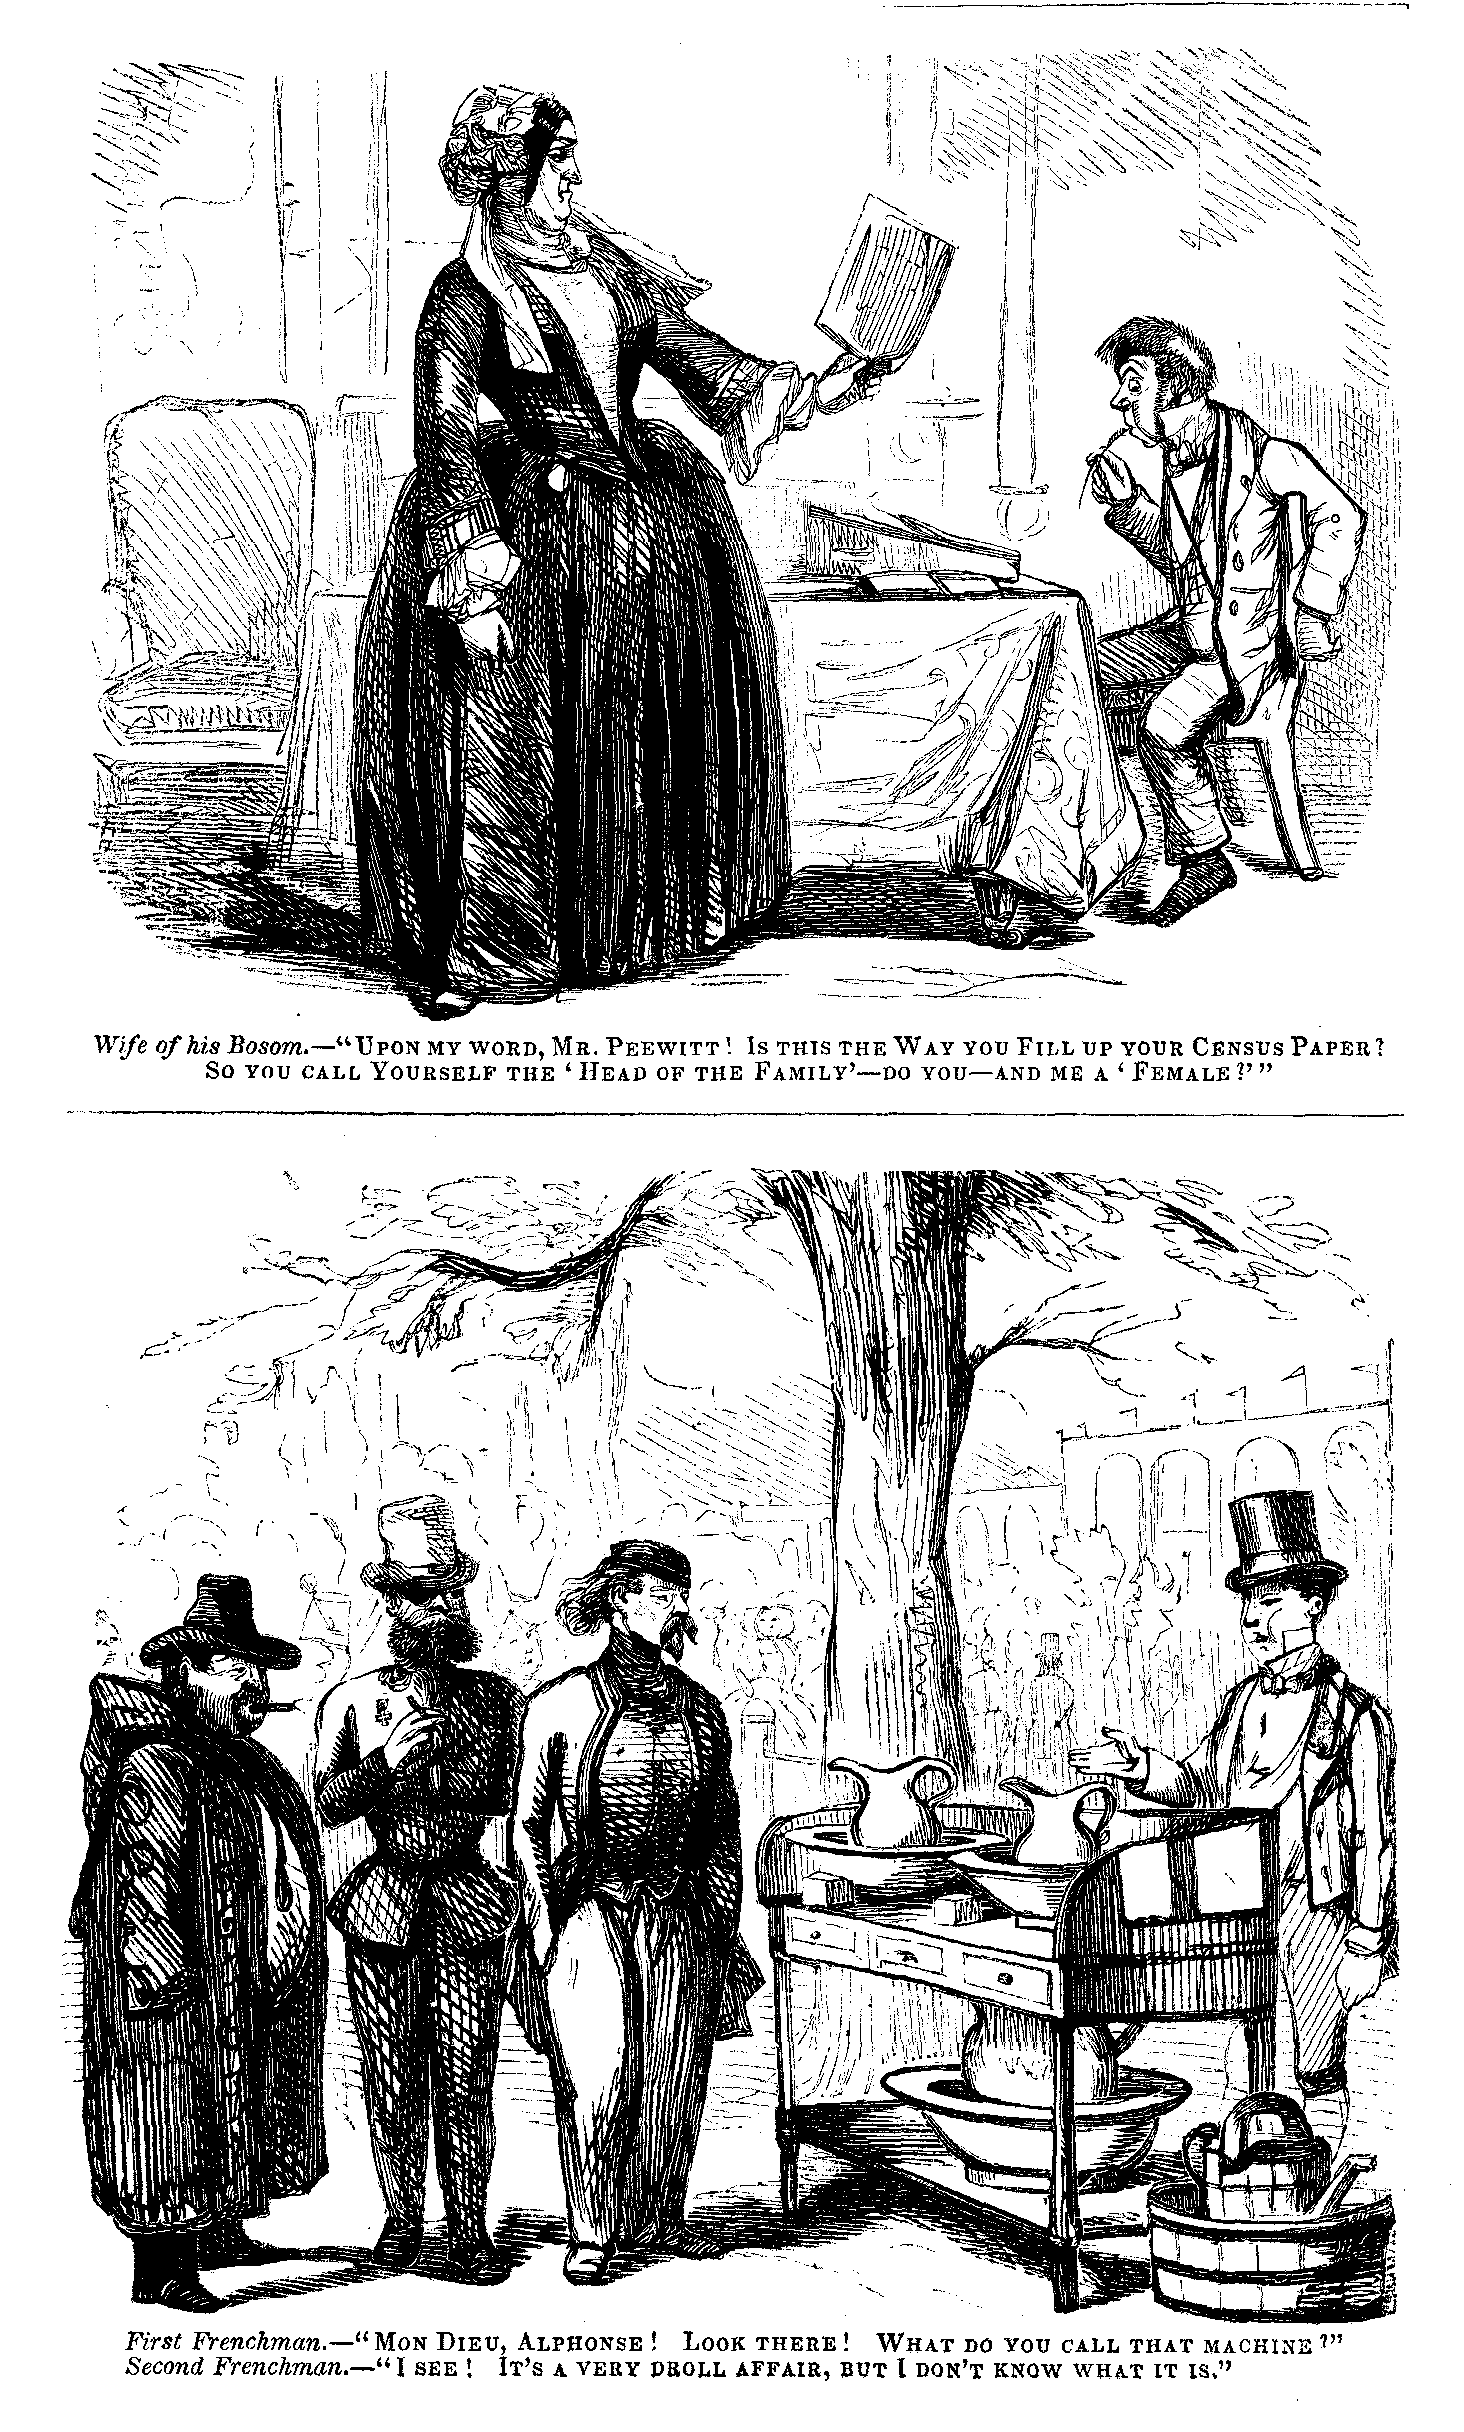 Wife of his Bosom.—“UPON MY WORD, MR. PEEWITT! IS THIS THE WAY YOU FILL UP YOUR CENSUS PAPER?
SO YOU CALL YOURSELF THE ‘HEAD OF THE FAMILY’—DO YOU—AND ME A ‘FEMALE?’”
First Frenchman.—“MON DIEU, ALPHONSE! LOOK THERE! WHAT DO YOU CALL THAT MACHINE?”
Second Frenchman.—“I SEE! IT'S A VERY DROLL AFFAIR, BUT I DON'T KNOW WHAT IT IS.”